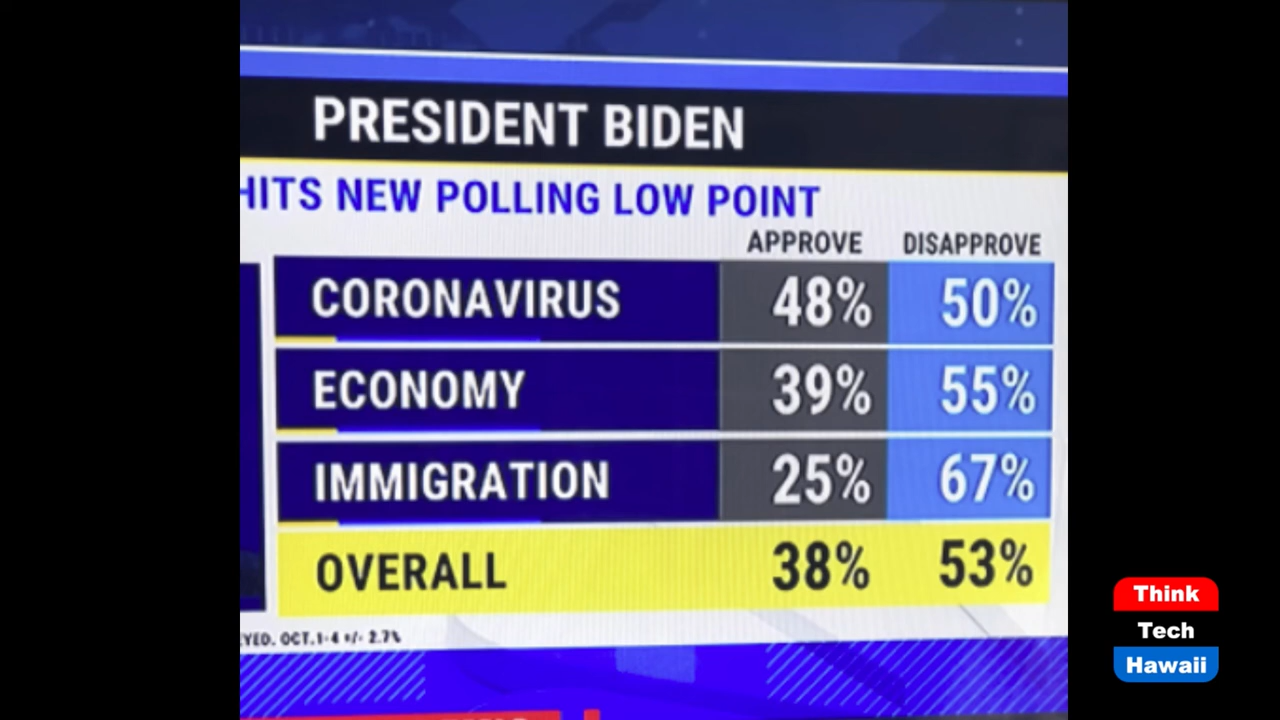 PRESIDENT BIDEN
HITS NEW POLLING LOW POINT
APPROVE DISAPPROVE
CORONAVIRUS 48% 50%
ECONOMY 39% 55%
IMMIGRATION 25% 67%
OVERALL 38% 53%
OCT.1-4 +/- 2.7%
Think
Tech
Hawaii